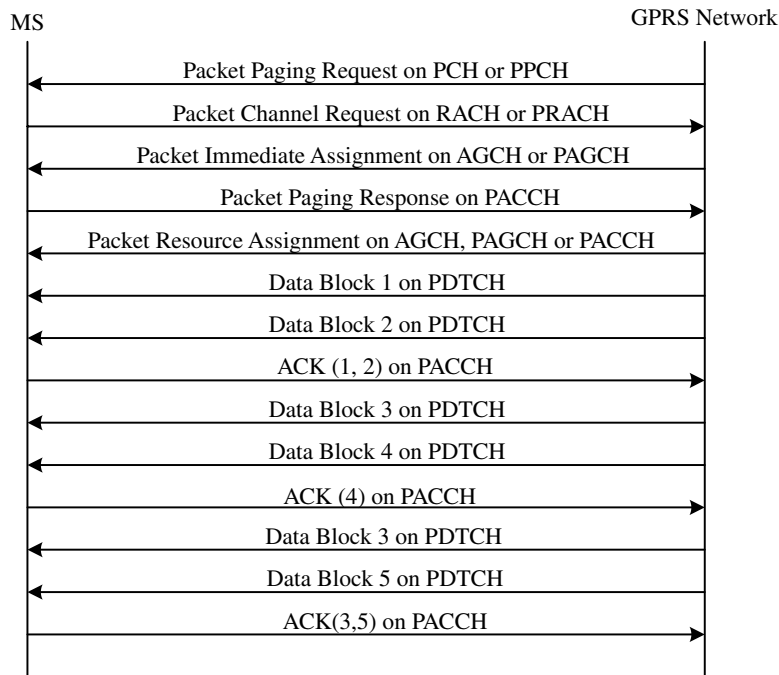 MS
GPRS Network
Packet Paging Request on PCH or PPCH
Packet Channel Request on RACH or PRACH
Packet Immediate Assignment on AGCH or PAGCH
Packet Paging Response on PACCH
Packet Resource Assignment on AGCH, PAGCH or PACCH
Data Block 1 on PDTCH
Data Block 2 on PDTCH
ACK (1, 2) on PACCH
Data Block 3 on PDTCH
Data Block 4 on PDTCH
ACK (4) on PACCH
Data Block 3 on PDTCH
Data Block 5 on PDTCH
ACK(3,5) on PACCH